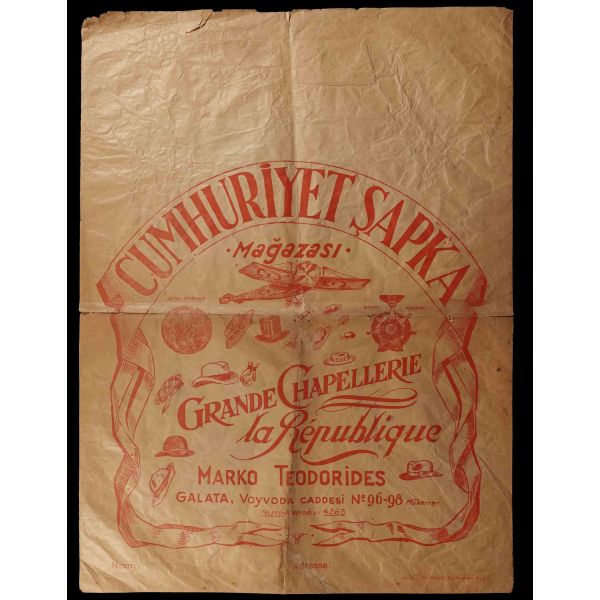 CUMHURİYET ŞAPKA
· Mağazası ·
GRANDE CHAPELLERIE
la République
MARKO TEODORIDES
GALATA, VOYVODA CADDESİ Nº 96-98 Mükerrer
4263
Nom: Adresse: